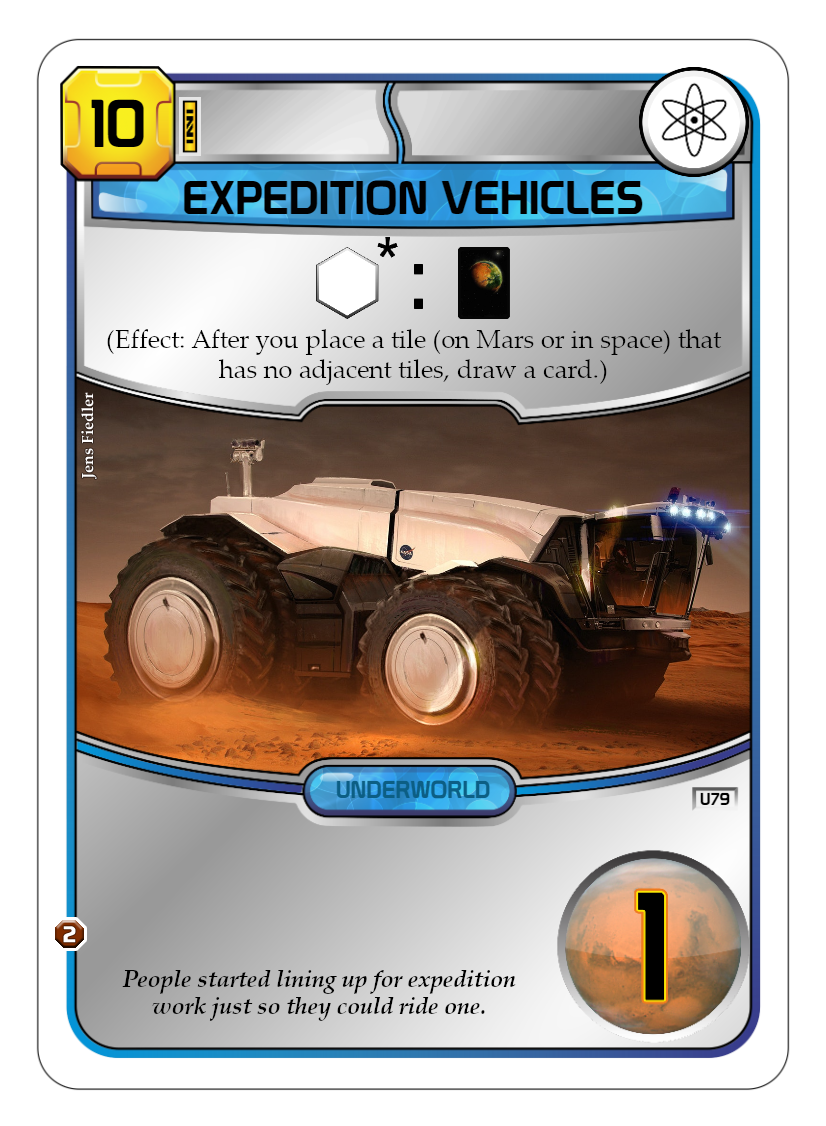 10
EXPEDITION VEHICLES
* :
(Effect: After you place a tile (on Mars or in space) that
has no adjacent tiles, draw a card.)
Jens Fiedler
NASA
UNDERWORLD
U79
1
2
People started lining up for expedition
work just so they could ride one.